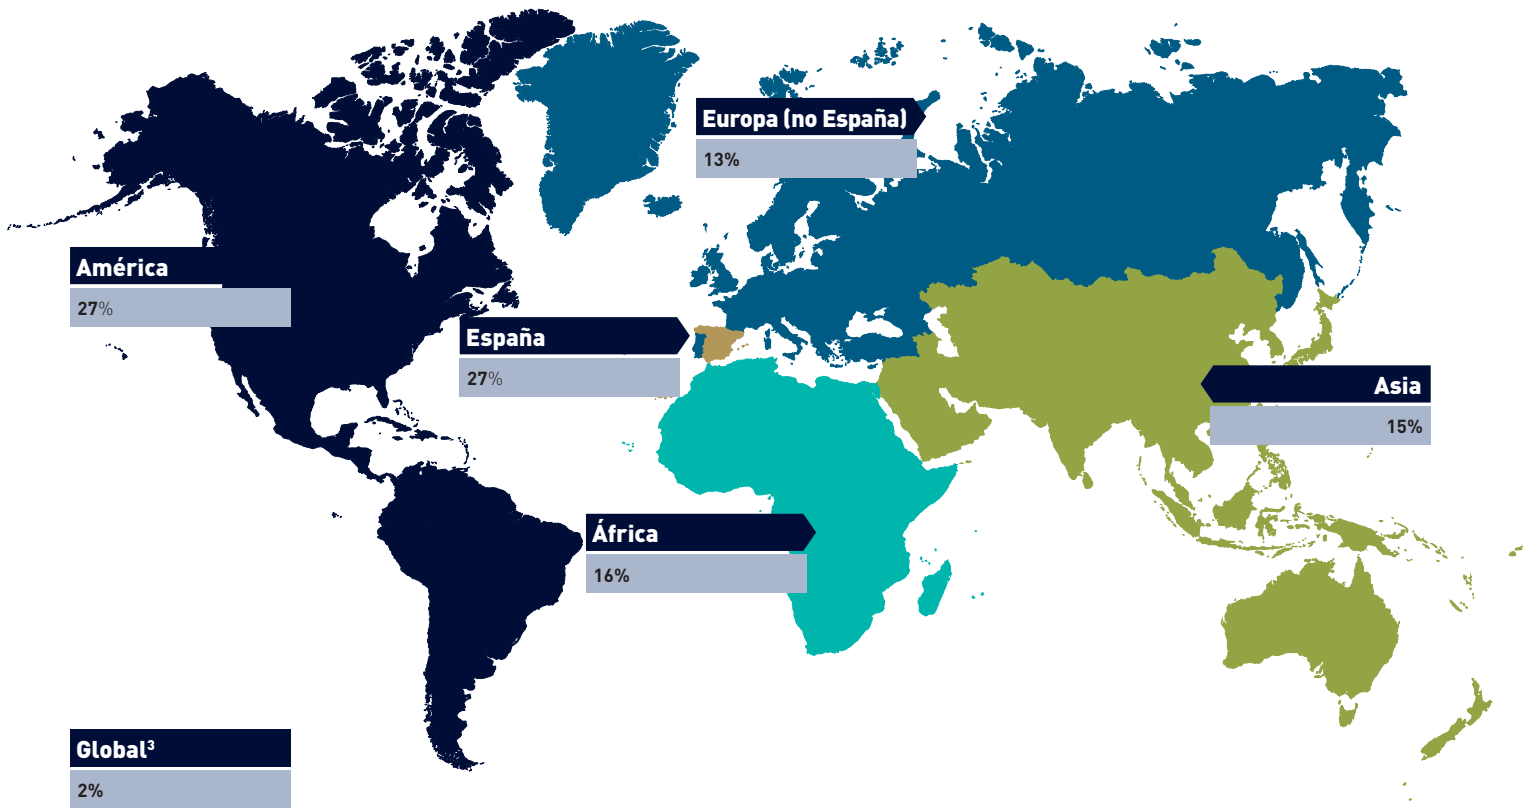 Europa (no España)
13%
América
27%
España
27%
Asia
15%
África
16%
Global³
2%